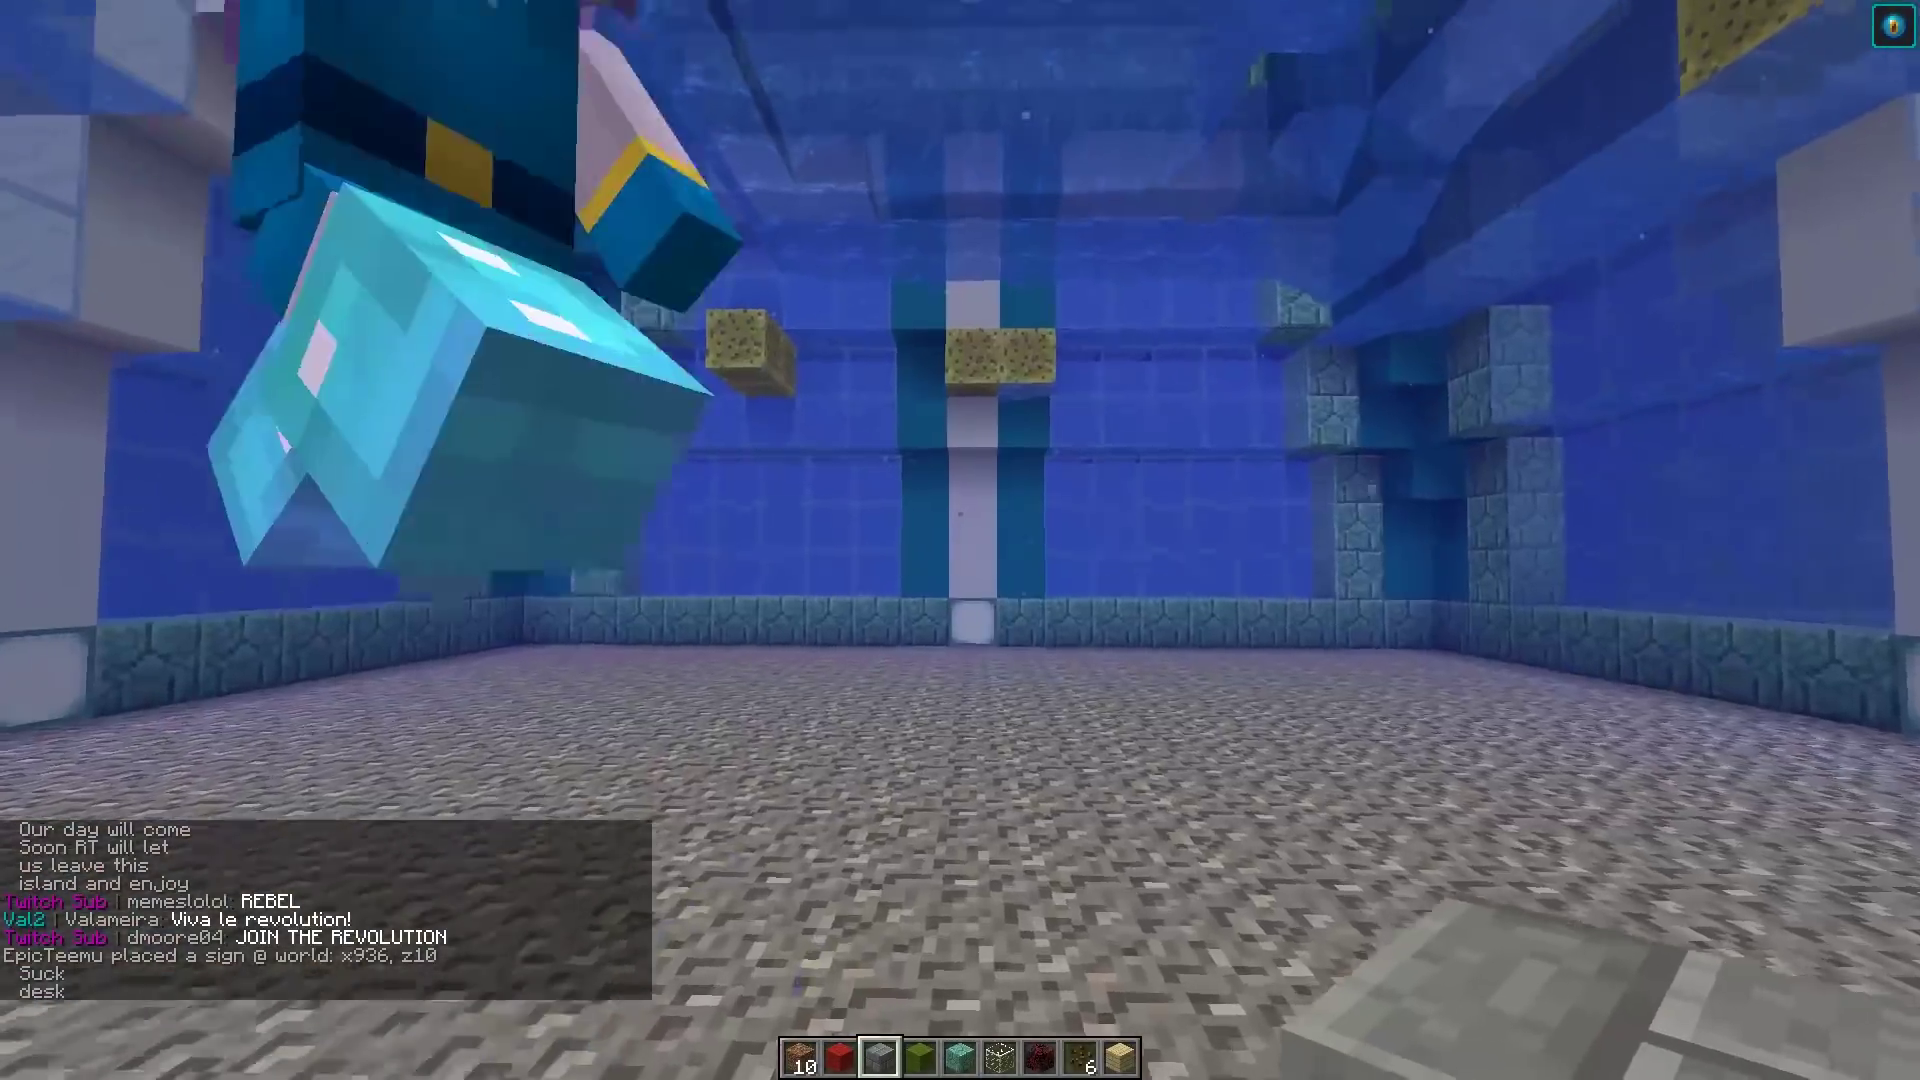 Our day will come
Soon RT will let
us leave this
island and enjoy
Twitch Sub | memeslolol: REBEL
Val2 | Valameira: Viva le revolution!
Twitch Sub | dmoore04: JOIN THE REVOLUTION
EpicTeemu placed a sign @ world: x936, z10
Suck
desk
10
6